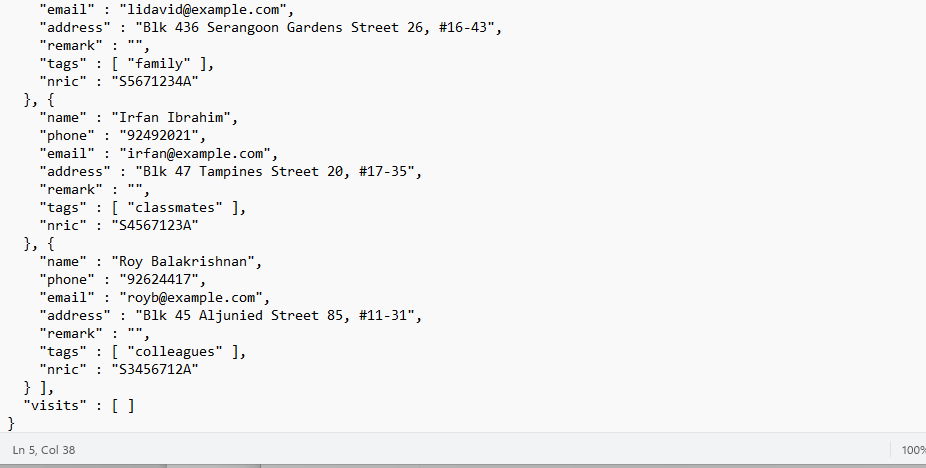 "email" : "lidavid@example.com",
"address" : "Blk 436 Serangoon Gardens Street 26, #16-43",
"remark" : "",
"tags" : [ "family" ],
"nric" : "S5671234A"
}, {
"name" : "Irfan Ibrahim",
"phone" : "92492021",
"email" : "irfan@example.com",
"address" : "Blk 47 Tampines Street 20, #17-35",
"remark" : "",
"tags" : [ "classmates" ],
"nric" : "S4567123A"
}, {
"name" : "Roy Balakrishnan",
"phone" : "92624417",
"email" : "royb@example.com",
"address" : "Blk 45 Aljunied Street 85, #11-31",
"remark" : "",
"tags" : [ "colleagues" ],
"nric" : "S3456712A"
} ],
"visits" : [ ]
}
Ln 5, Col 38
100%